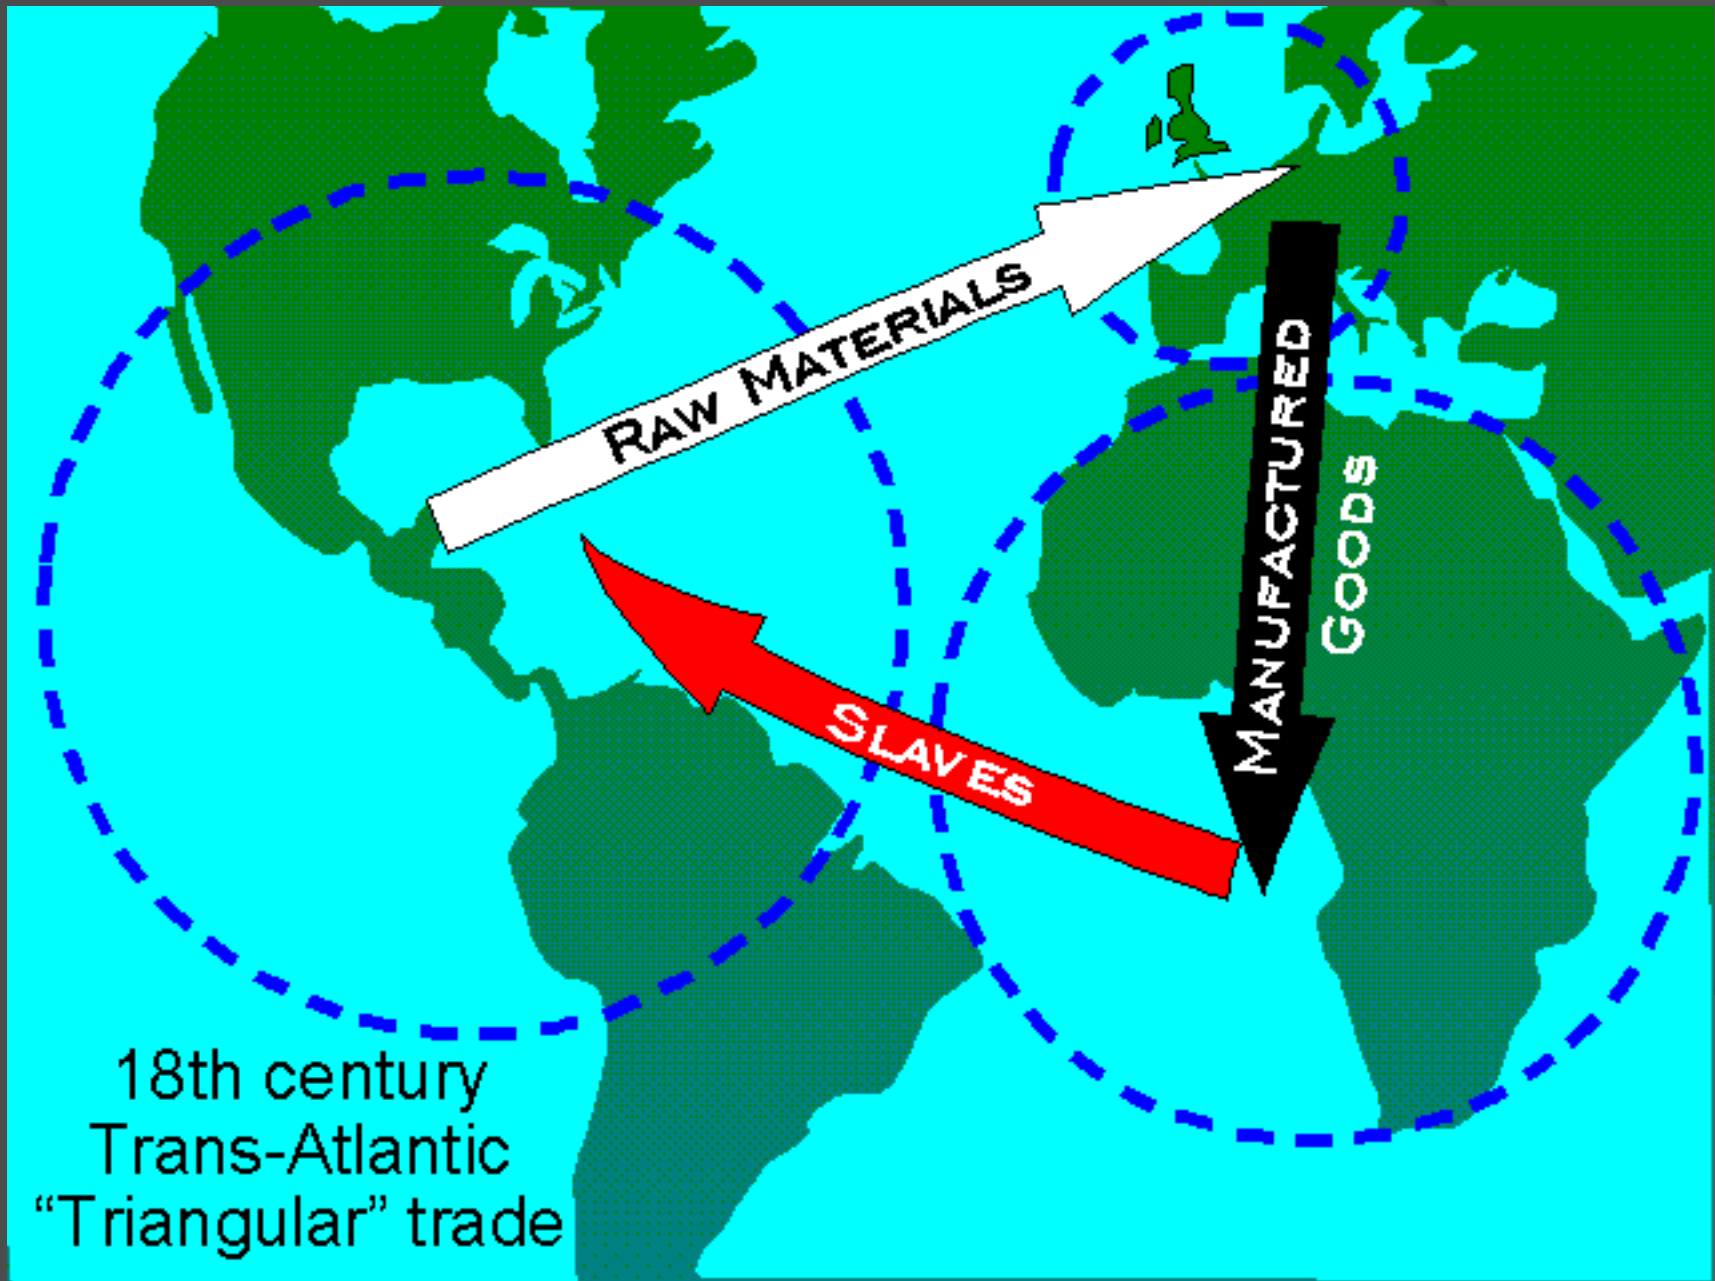 RAW MATERIALS
MANUFACTURED
GOODS
SLAVES
18th century
Trans-Atlantic
“Triangular” trade